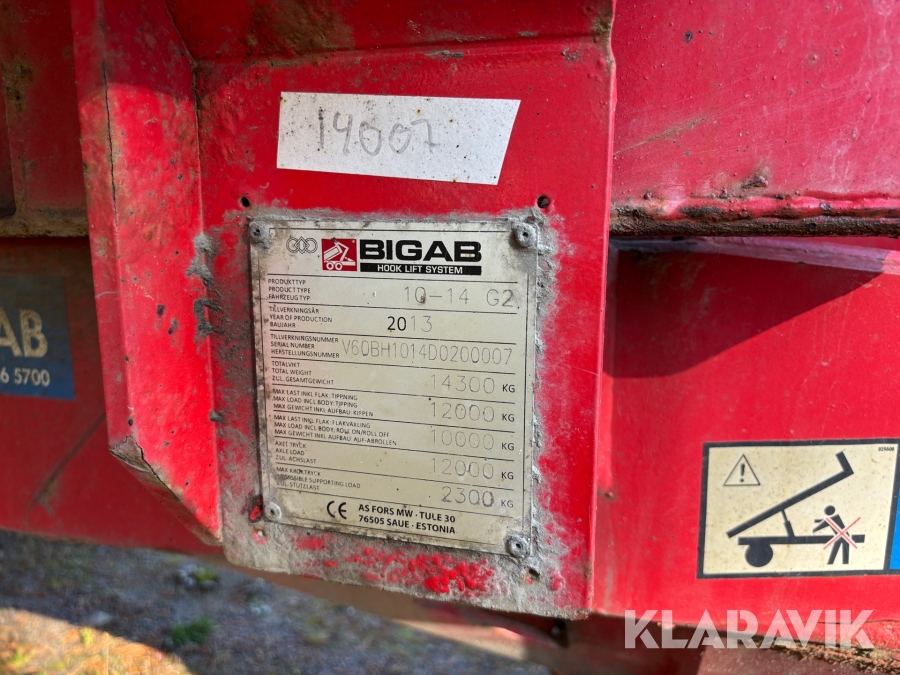 KLARAVIK
14007
BIGAB
HOOK LIFT SYSTEM
PRODUKTTYP
PRODUCT TYPE
FAHRZEUG TYP
10-14 G2
TILLVERKNINGSÅR
YEAR OF PRODUCTION
BAUJAHR
2013
TILLVERKNINGSNUMMER
SERIAL NUMBER
HERSTELLUNGSNUMMER
V60BH1014D0200007
TOTALVIKT
TOTAL WEIGHT
ZUL. GESAMTGEWICHT
14300 KG
MAX LAST INKL FLAK. TIPPNING
MAX LOAD INCL BODY: TIPPING
MAX GEWICHT INKL AUFBAU. KIPPEN
12000 KG
MAX LAST INKL FLAK. FLAKVÄXLING
MAX LOAD INCL BODY: ROLL ON/ROLL OFF
MAX GEWICHT INKL AUFBAU AUF-ABROLLEN
10000 KG
AXELTRYCK
AXLE LOAD
ZUL. ACHSLAST
12000 KG
MAX KROKTRYCK
SUPPORTING LOAD
ZUL. STÜTZLAST
2300 KG
CE
AS FORS MW · TULE 30
76505 SAUE · ESTONIA
AB
6 5700
KLARAVIK